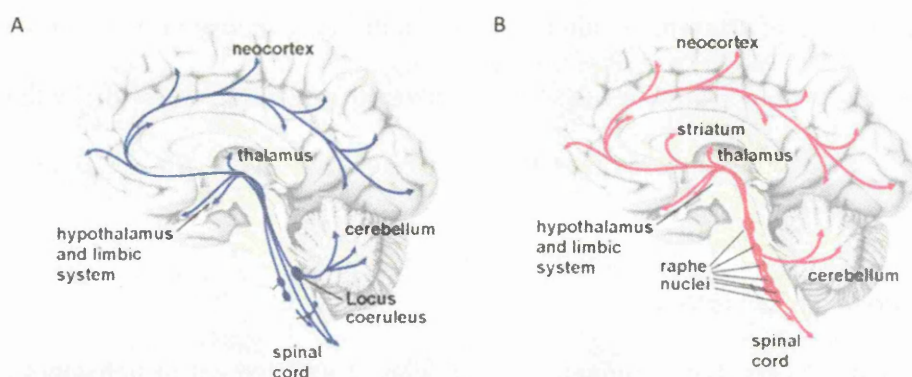 A
neocortex
thalamus
hypothalamus
and limbic
system
cerebellum
Locus
coeruleus
spinal
cord
B
neocortex
striatum
thalamus
hypothalamus
and limbic
system
raphe
nuclei
cerebellum
spinal
cord